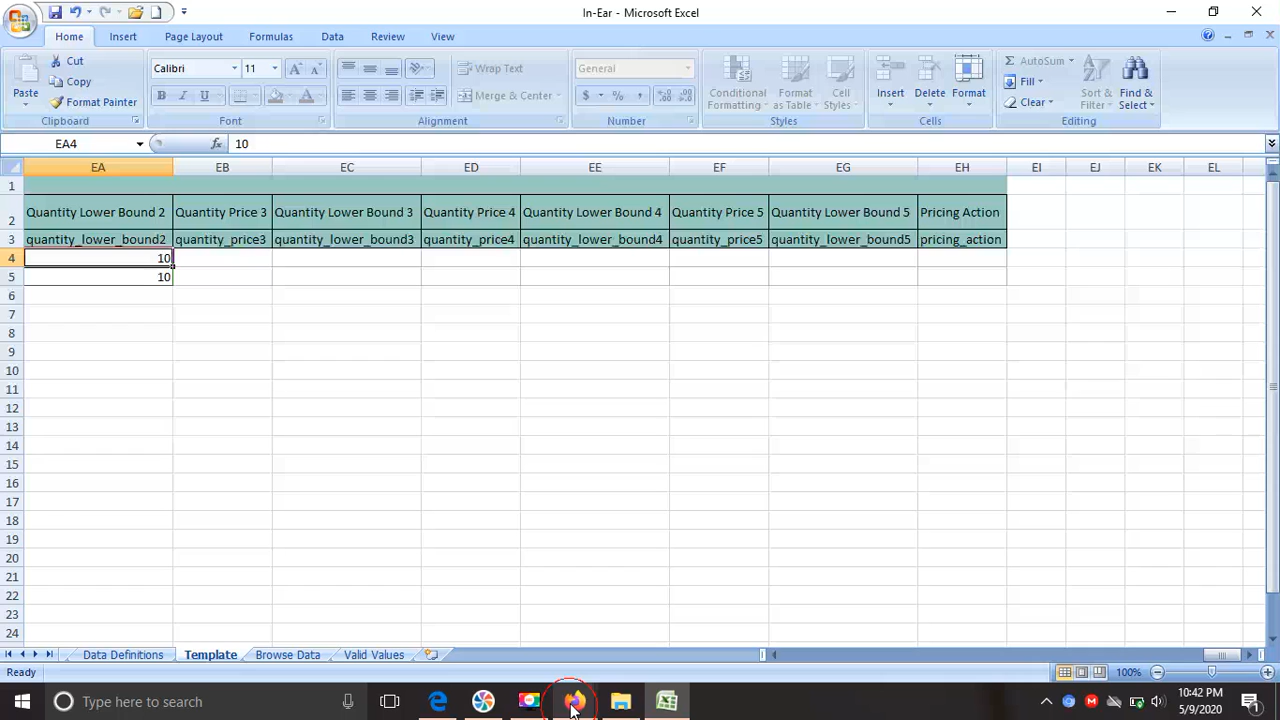 In-Ear - Microsoft Excel
Home Insert Page Layout Formulas Data Review View
Paste Cut Copy Format Painter Clipboard
Calibri 11 B I U Font
Wrap Text Merge & Center Alignment
General $ % , Number
Conditional Formatting Format as Table Cell Styles Styles
Insert Delete Format Cells
Σ AutoSum Fill Clear Sort & Filter Find & Select Editing
EA4 fx 10
EA EB EC ED EE EF EG EH EI EJ EK EL
1
2 Quantity Lower Bound 2 Quantity Price 3 Quantity Lower Bound 3 Quantity Price 4 Quantity Lower Bound 4 Quantity Price 5 Quantity Lower Bound 5 Pricing Action
3 quantity_lower_bound2 quantity_price3 quantity_lower_bound3 quantity_price4 quantity_lower_bound4 quantity_price5 quantity_lower_bound5 pricing_action
4 10
5 10
6
7
8
9
10
11
12
13
14
15
16
17
18
19
20
21
22
23
24
Data Definitions Template Browse Data Valid Values
Ready 100%
Type here to search 10:42 PM
5/9/2020 1